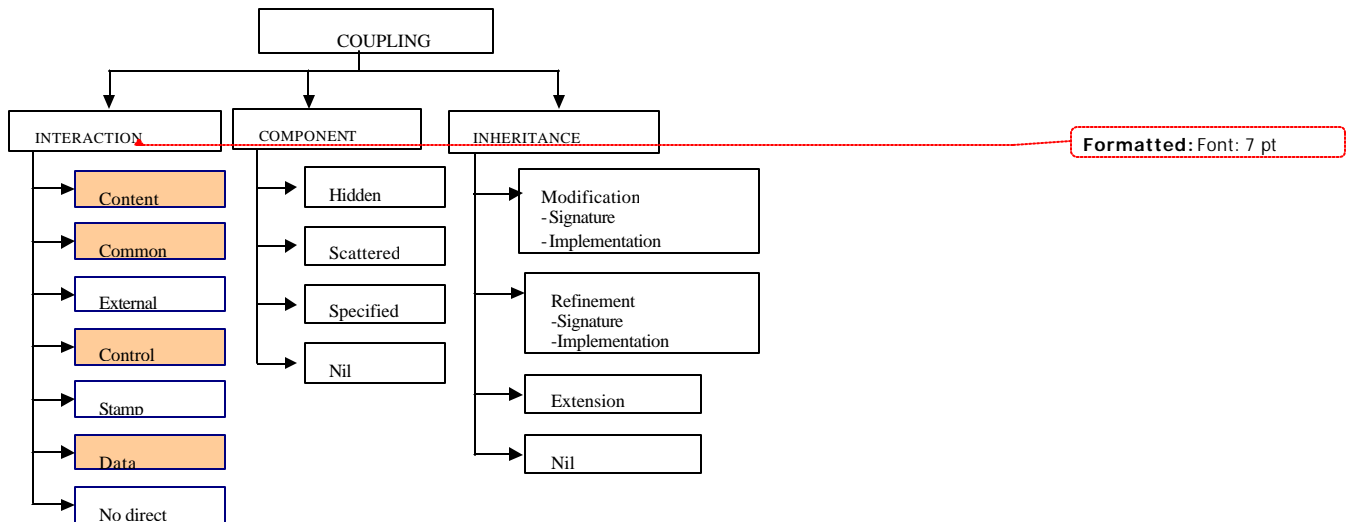 COUPLING
INTERACTION
COMPONENT
INHERITANCE
Formatted: Font: 7 pt
Content
Common
External
Control
Stamp
Data
No direct
Hidden
Scattered
Specified
Nil
Modification
-Signature
-Implementation
Refinement
-Signature
-Implementation
Extension
Nil